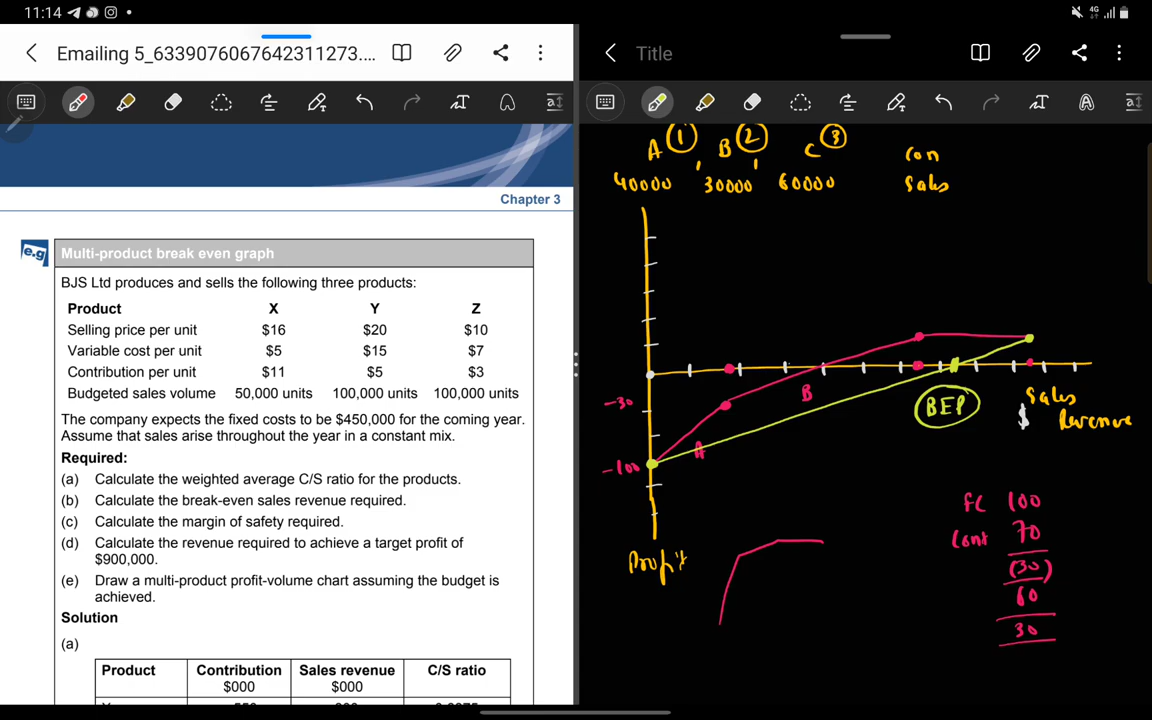 11:14
4G
Emailing 5_6339076067642311273....
Title
Chapter 3
e.g
Multi-product break even graph
BJS Ltd produces and sells the following three products:
Product X Y Z
Selling price per unit $16 $20 $10
Variable cost per unit $5 $15 $7
Contribution per unit $11 $5 $3
Budgeted sales volume 50,000 units 100,000 units 100,000 units
The company expects the fixed costs to be $450,000 for the coming year.
Assume that sales arise throughout the year in a constant mix.
Required:
(a) Calculate the weighted average C/S ratio for the products.
(b) Calculate the break-even sales revenue required.
(c) Calculate the margin of safety required.
(d) Calculate the revenue required to achieve a target profit of
$900,000.
(e) Draw a multi-product profit-volume chart assuming the budget is
achieved.
Solution
(a)
Product Contribution Sales revenue C/S ratio
$000 $000
A ① , B ② , C ③ Con
40000 30000 60000 Sales
-30
B
BEP
Sales
$ Revenue
A
-100
Profit
FC 100
Cont 70
(30)
60
30